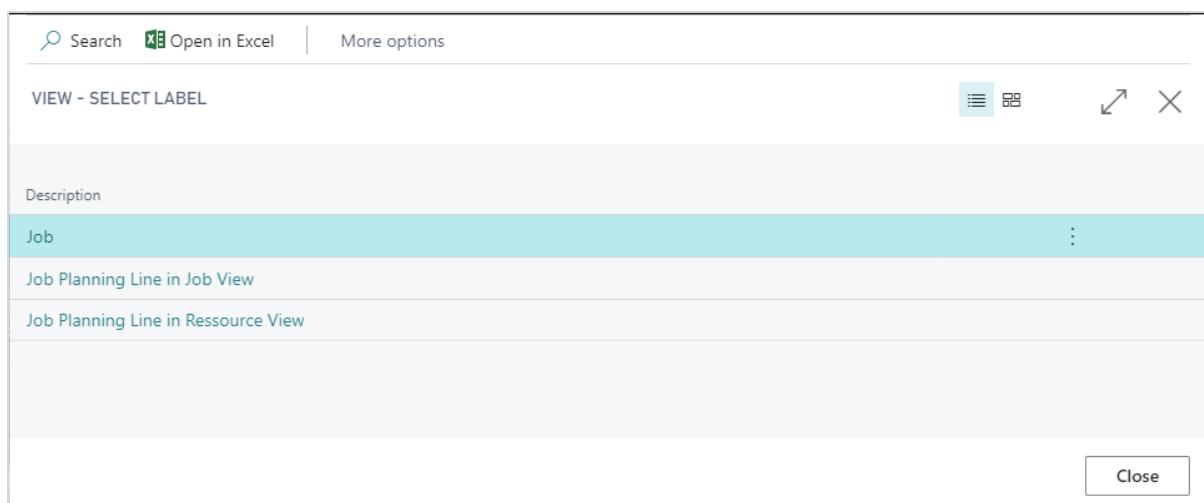 Search Open in Excel More options
VIEW - SELECT LABEL
Description
Job
Job Planning Line in Job View
Job Planning Line in Ressource View
Close